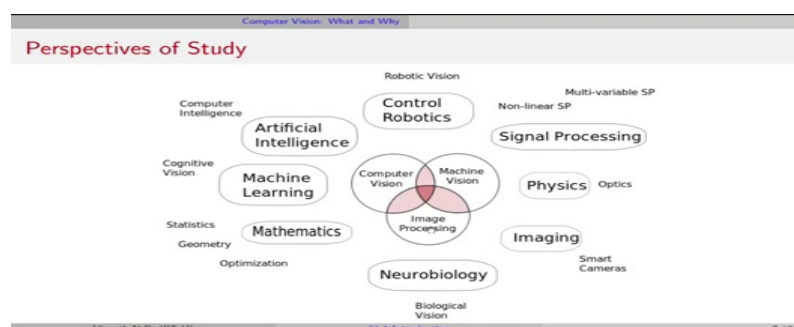 Computer Vision: What and Why
Perspectives of Study
Robotic Vision
Multi-variable SP
Computer
Intelligence
Control
Robotics
Non-linear SP
Artificial
Intelligence
Signal Processing
Cognitive
Vision
Machine
Learning
Computer
Vision
Machine
Vision
Physics
Optics
Statistics
Mathematics
Image
Processing
Geometry
Imaging
Optimization
Smart
Cameras
Neurobiology
Biological
Vision